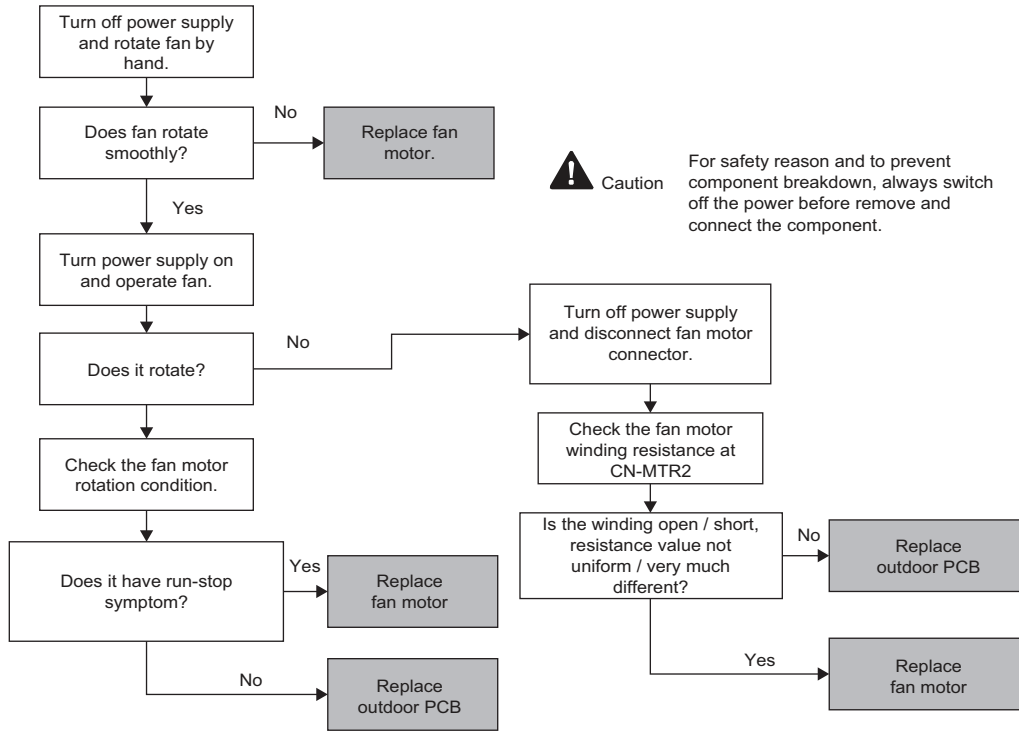 Turn off power supply
and rotate fan by
hand.
Does fan rotate
smoothly?
No
Replace fan
motor.
Caution
For safety reason and to prevent
component breakdown, always switch
off the power before remove and
connect the component.
Yes
Turn power supply on
and operate fan.
Does it rotate?
No
Turn off power supply
and disconnect fan motor
connector.
Check the fan motor
rotation condition.
Check the fan motor
winding resistance at
CN-MTR2
Does it have run-stop
symptom?
Yes
Replace
fan motor
Is the winding open / short,
resistance value not
uniform / very much
different?
No
Replace
outdoor PCB
No
Replace
outdoor PCB
Yes
Replace
fan motor